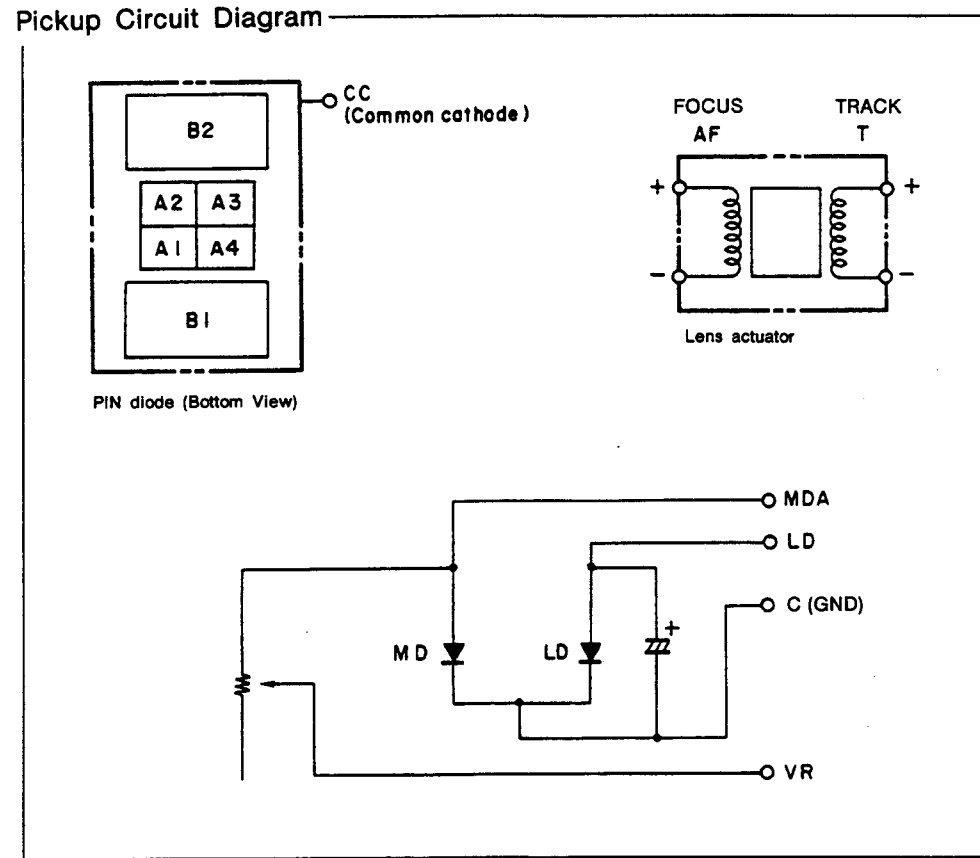 Pickup Circuit Diagram
CC
(Common cathode)
B2
A2 A3
A1 A4
B1
PIN diode (Bottom View)
FOCUS TRACK
AF T
+ +
- -
Lens actuator
MDA
LD
C (GND)
+
MD LD
VR